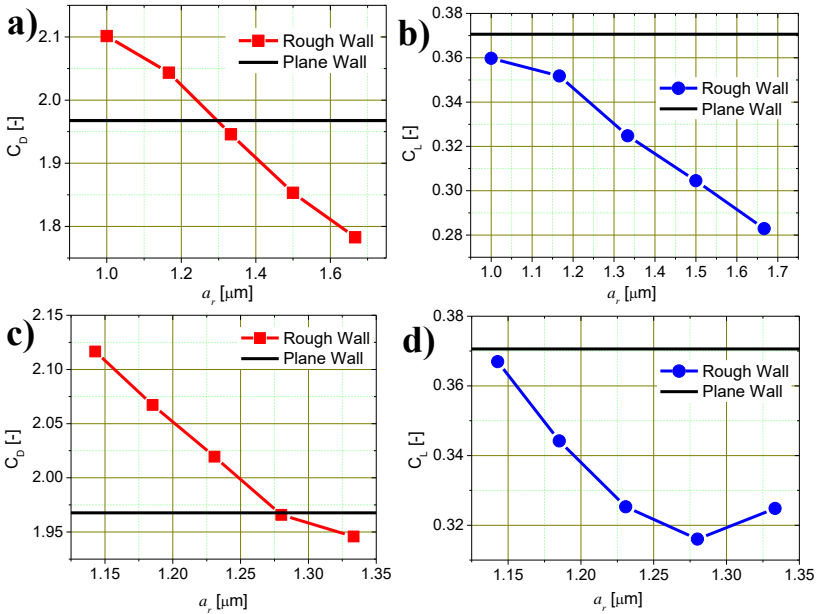 a)
2.1
2.0
1.9
1.8
C_D [-]
Rough Wall
Plane Wall
1.0
1.2
1.4
1.6
a_r [μm]
b)
0.38
0.36
0.34
0.32
0.30
0.28
C_L [-]
Rough Wall
Plane Wall
1.0
1.1
1.2
1.3
1.4
1.5
1.6
1.7
a_r [μm]
c)
2.15
2.10
2.05
2.00
1.95
C_D [-]
Rough Wall
Plane Wall
1.15
1.20
1.25
1.30
1.35
a_r [μm]
d)
0.38
0.36
0.34
0.32
C_L [-]
Rough Wall
Plane Wall
1.15
1.20
1.25
1.30
1.35
a_r [μm]